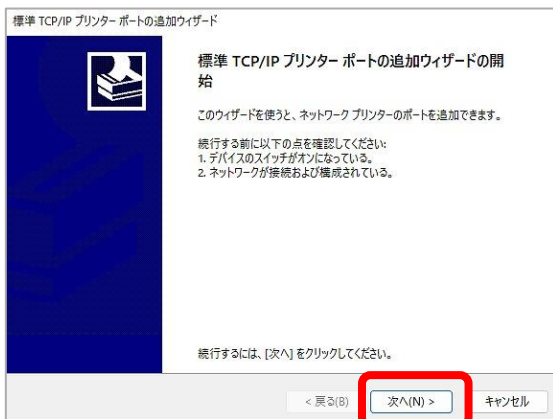 標準 TCP/IP プリンター ポートの追加ウィザード
標準 TCP/IP プリンター ポートの追加ウィザードの開
始
このウィザードを使うと、ネットワーク プリンターのポートを追加できます。
続行する前に以下の点を確認してください:
1. デバイスのスイッチがオンになっている。
2. ネットワークが接続および構成されている。
続行するには、[次へ] をクリックしてください。
< 戻る(B) 次へ(N) > キャンセル